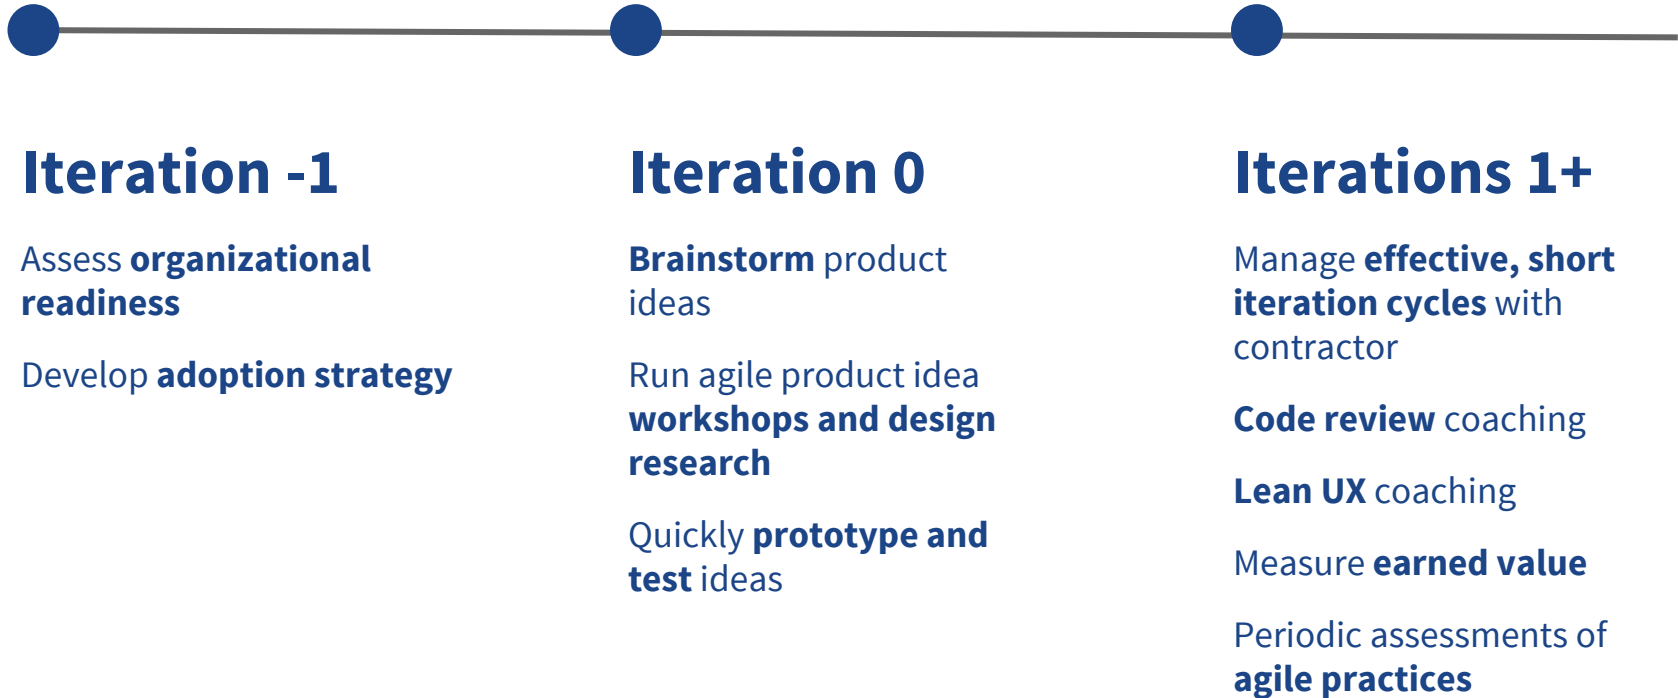 Iteration -1
Assess organizational
readiness
Develop adoption strategy
Iteration 0
Brainstorm product
ideas
Run agile product idea
workshops and design
research
Quickly prototype and
test ideas
Iterations 1+
Manage effective, short
iteration cycles with
contractor
Code review coaching
Lean UX coaching
Measure earned value
Periodic assessments of
agile practices